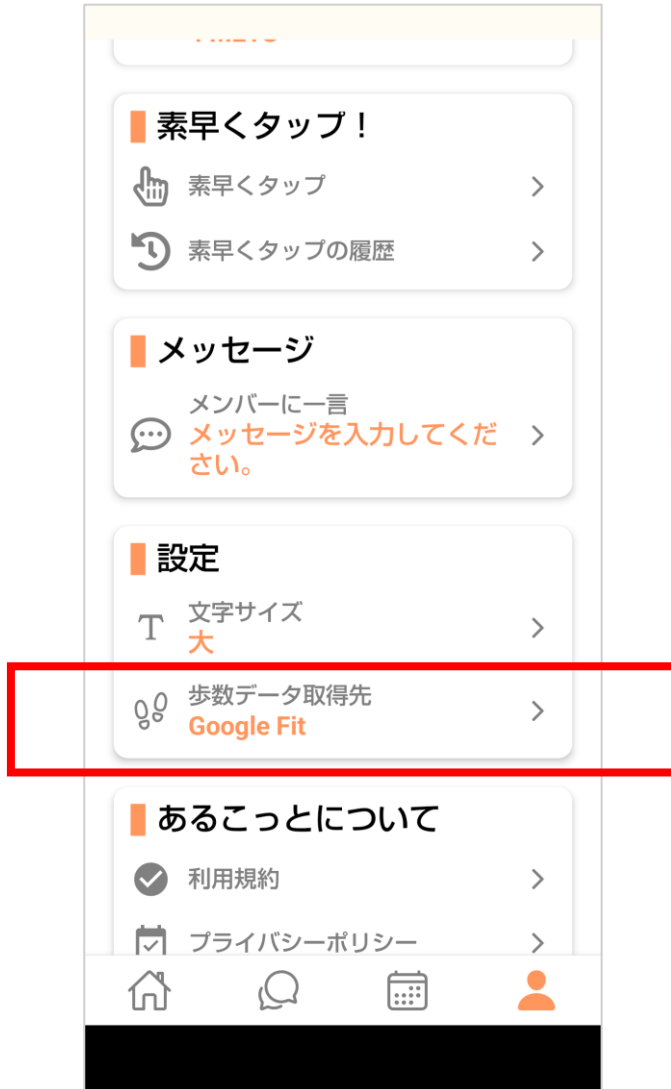 素早くタップ！
素早くタップ
素早くタップの履歴
メッセージ
メンバーに一言
メッセージを入力してくだ
さい。
設定
文字サイズ
大
歩数データ取得先
Google Fit
あるこっとについて
利用規約
プライバシーポリシー